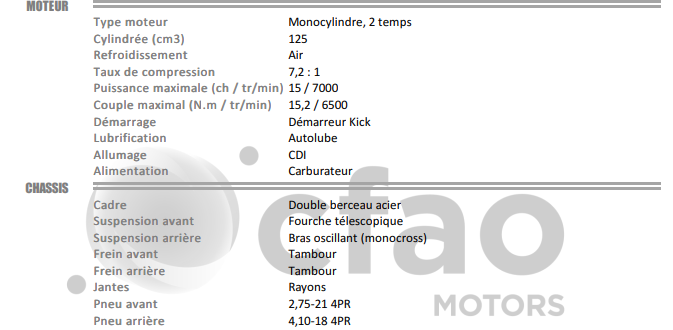 MOTEUR
Type moteur Monocylindre, 2 temps
Cylindrée (cm3) 125
Refroidissement Air
Taux de compression 7,2 : 1
Puissance maximale (ch / tr/min) 15 / 7000
Couple maximal (N.m / tr/min) 15,2 / 6500
Démarrage Démarreur Kick
Lubrification Autolube
Allumage CDI
Alimentation Carburateur
CHASSIS
Cadre Double berceau acier
Suspension avant Fourche télescopique
Suspension arrière Bras oscillant (monocross)
Frein avant Tambour
Frein arrière Tambour
Jantes Rayons
Pneu avant 2,75-21 4PR
Pneu arrière 4,10-18 4PR
cfao
MOTORS